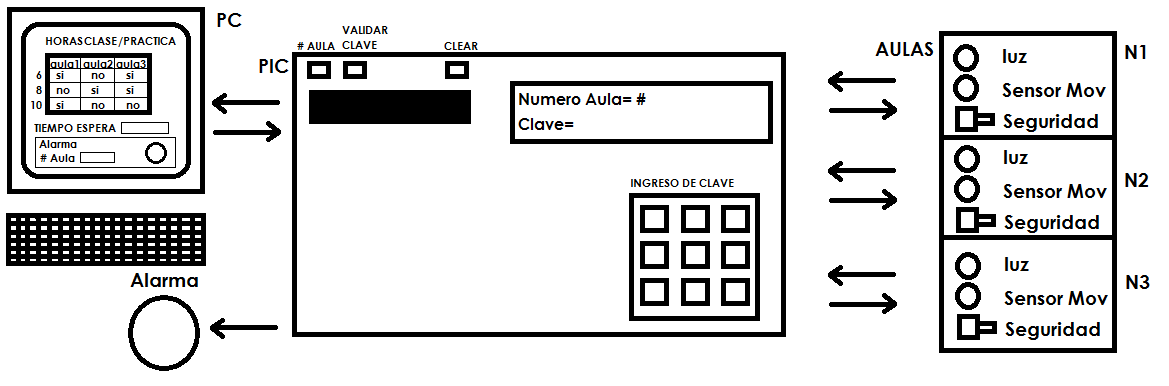 PC
HORASCLASE/PRACTICA
aula1 aula2 aula3
6 si no si
8 no si si
10 si no no
TIEMPO ESPERA
Alarma
# Aula
Alarma
PIC
# AULA
VALIDAR
CLAVE
CLEAR
Numero Aula= #
Clave=
INGRESO DE CLAVE
AULAS
N1
luz
Sensor Mov
Seguridad
N2
luz
Sensor Mov
Seguridad
N3
luz
Sensor Mov
Seguridad